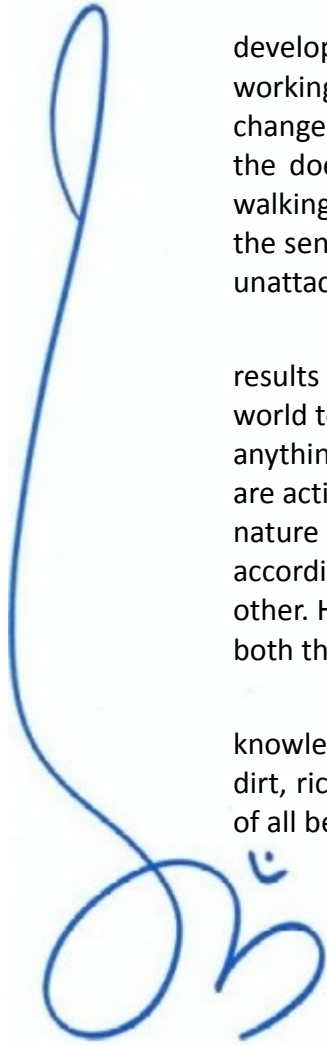 develop
working
change
the doe
walking
the sen
unattac
results
world t
anythin
are acti
nature
accordi
other. H
both th
knowle
dirt, ric
of all be